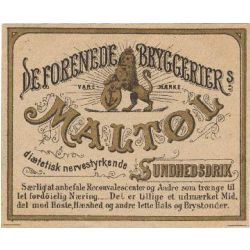 DE FORENEDE BRYGGERIERS
VARE MÆRKE
MALTØL
diætetisk nervestyrkende
SUNDHEDSDRIK
Særligt at anbefale Reconvalescenter og Andre som trænge til
let fordøielig Næring.... Det er tillige et udmærket Mid,
del mod Hoste, Hæshed og andre lette Hals og Brystonder.